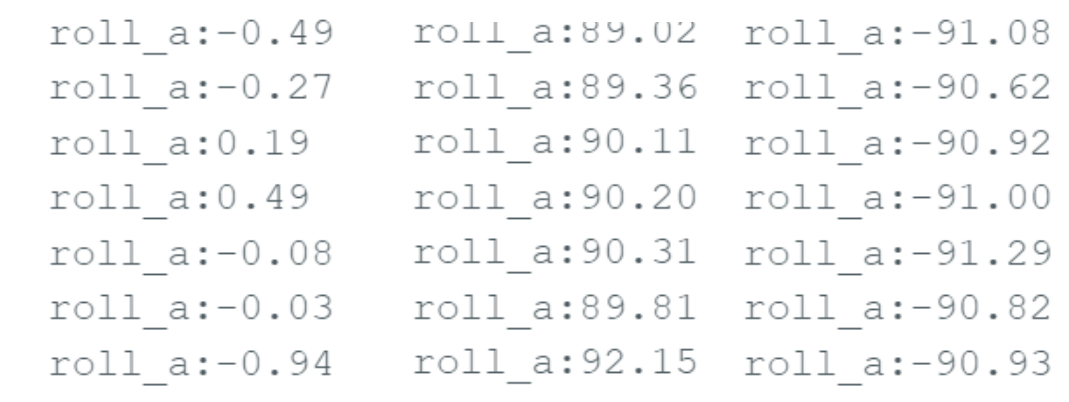 roll_a:-0.49 roll_a:89.02 roll_a:-91.08
roll_a:-0.27 roll_a:89.36 roll_a:-90.62
roll_a:0.19 roll_a:90.11 roll_a:-90.92
roll_a:0.49 roll_a:90.20 roll_a:-91.00
roll_a:-0.08 roll_a:90.31 roll_a:-91.29
roll_a:-0.03 roll_a:89.81 roll_a:-90.82
roll_a:-0.94 roll_a:92.15 roll_a:-90.93